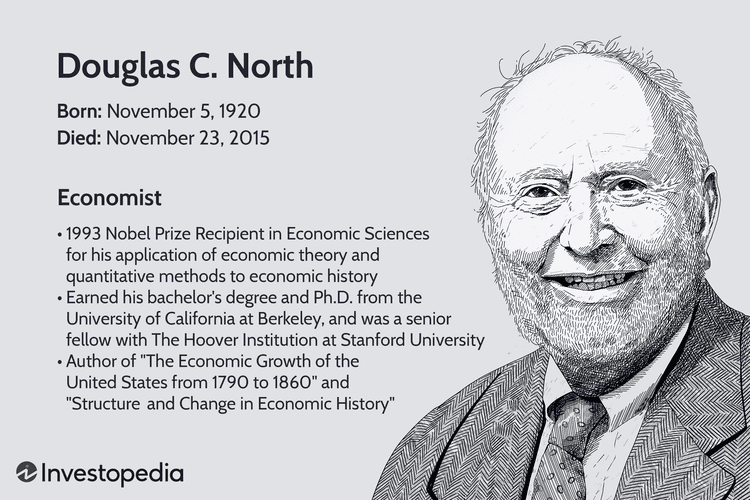 Douglas C. North
Born: November 5, 1920
Died: November 23, 2015
Economist
• 1993 Nobel Prize Recipient in Economic Sciences
for his application of economic theory and
quantitative methods to economic history
• Earned his bachelor's degree and Ph.D. from the
University of California at Berkeley, and was a senior
fellow with The Hoover Institution at Stanford University
• Author of "The Economic Growth of the
United States from 1790 to 1860" and
"Structure and Change in Economic History"
Investopedia